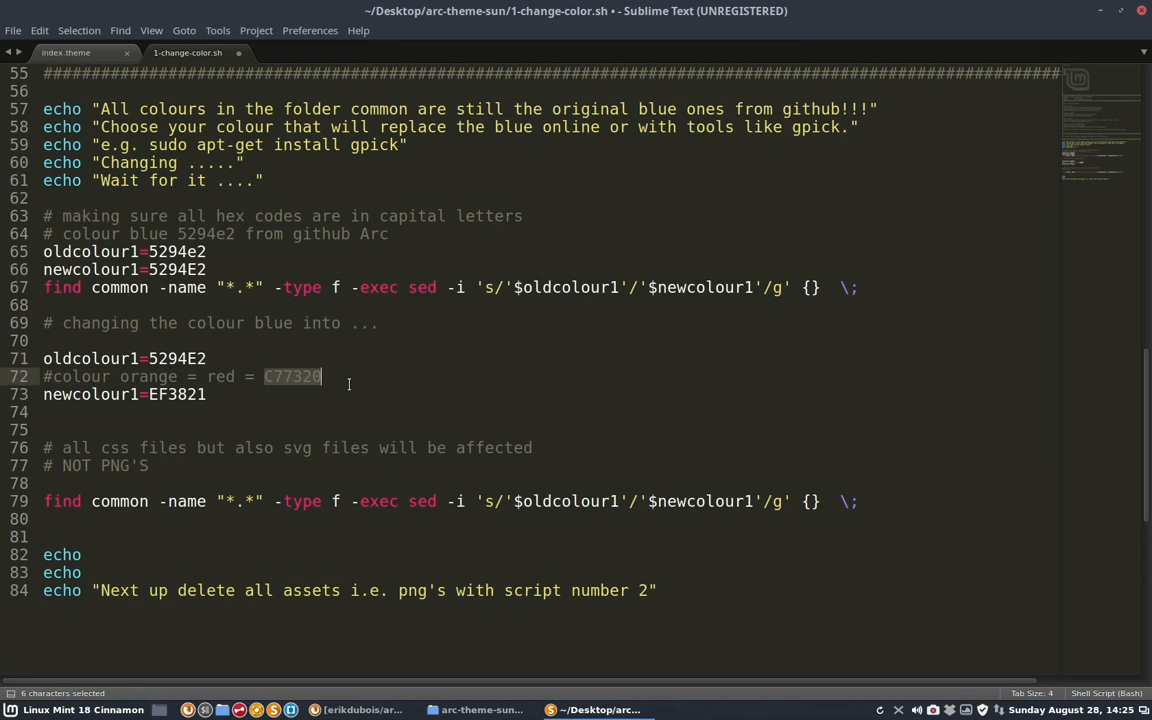 ~/Desktop/arc-theme-sun/1-change-color.sh • - Sublime Text (UNREGISTERED)
File Edit Selection Find View Goto Tools Project Preferences Help
index.theme × 1-change-color.sh
55 ##########################################################################################################
56
57 echo "All colours in the folder common are still the original blue ones from github!!!"
58 echo "Choose your colour that will replace the blue online or with tools like gpick."
59 echo "e.g. sudo apt-get install gpick"
60 echo "Changing ....."
61 echo "Wait for it ...."
62
63 # making sure all hex codes are in capital letters
64 # colour blue 5294e2 from github Arc
65 oldcolour1=5294e2
66 newcolour1=5294E2
67 find common -name "*.*" -type f -exec sed -i 's/'$oldcolour1'/'$newcolour1'/g' {}  \;
68
69 # changing the colour blue into ...
70
71 oldcolour1=5294E2
72 #colour orange = red = C77320
73 newcolour1=EF3821
74
75
76 # all css files but also svg files will be affected
77 # NOT PNG'S
78
79 find common -name "*.*" -type f -exec sed -i 's/'$oldcolour1'/'$newcolour1'/g' {}  \;
80
81
82 echo
83 echo
84 echo "Next up delete all assets i.e. png's with script number 2"
6 characters selected Tab Size: 4 Shell Script (Bash)
Linux Mint 18 Cinnamon [erikdubois/ar... arc-theme-sun... ~/Desktop/arc... Sunday August 28, 14:25